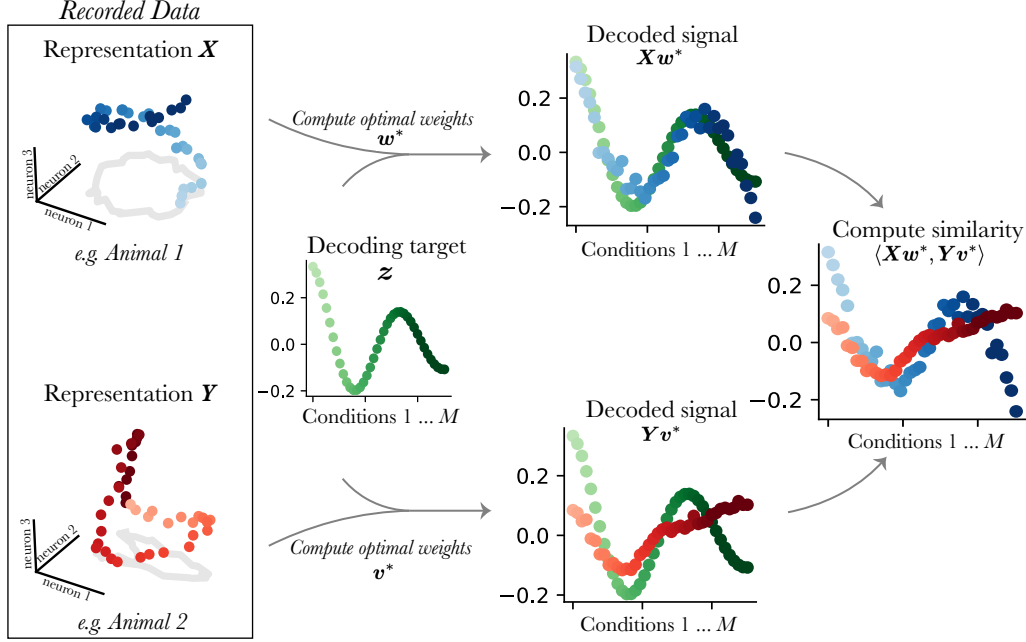 Recorded Data
Representation X
neuron 3
neuron 2
neuron 1
e.g. Animal 1
Representation Y
neuron 3
neuron 2
neuron 1
e.g. Animal 2
Compute optimal weights
w*
Decoding target
z
0.2
0.0
−0.2
Conditions 1 ... M
Compute optimal weights
v*
Decoded signal
Xw*
0.2
0.0
−0.2
Conditions 1 ... M
Decoded signal
Yv*
0.2
0.0
−0.2
Conditions 1 ... M
Compute similarity
⟨Xw*, Yv*⟩
0.2
0.0
−0.2
Conditions 1 ... M